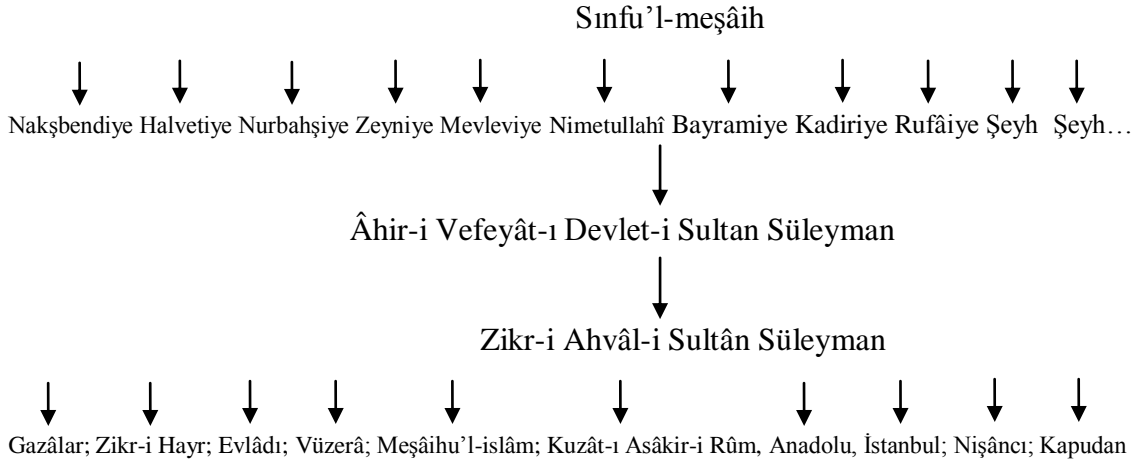 Sınfu’l-meşâih
Nakşbendiye Halvetiye Nurbahşiye Zeyniye Mevleviye Nimetullahî Bayramiye Kadiriye Rufâiye Şeyh Şeyh…
Âhir-i Vefeyât-ı Devlet-i Sultan Süleyman
Zikr-i Ahvâl-i Sultân Süleyman
Gazâlar; Zikr-i Hayr; Evlâdı; Vüzerâ; Meşâihu’l-islâm; Kuzât-ı Asâkir-i Rûm, Anadolu, İstanbul; Nişâncı; Kapudan